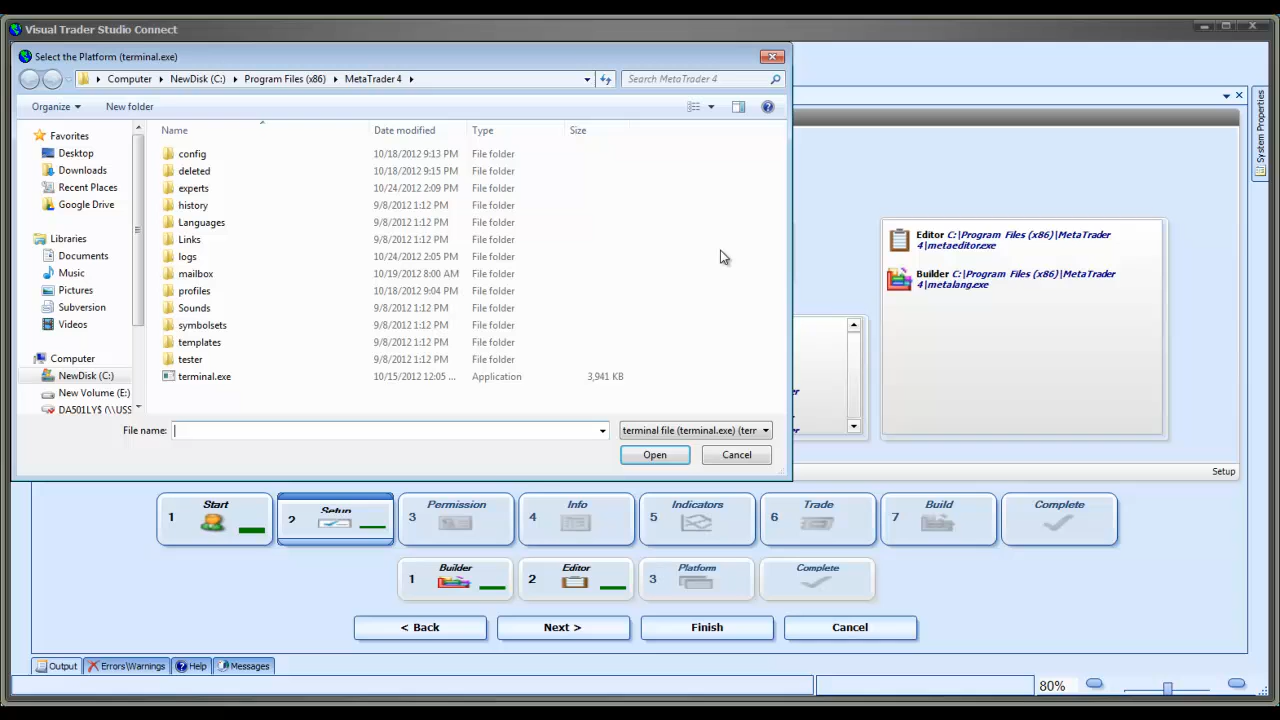 Visual Trader Studio Connect
Select the Platform (terminal.exe)
Computer NewDisk (C:) Program Files (x86) MetaTrader 4
Search MetaTrader 4
Organize New folder
Name Date modified Type Size
Favorites
Desktop
Downloads
Recent Places
Google Drive
Libraries
Documents
Music
Pictures
Subversion
Videos
Computer
NewDisk (C:)
New Volume (E:)
DA501LY$ (\\USS
config 10/18/2012 9:13 PM File folder
deleted 10/18/2012 9:15 PM File folder
experts 10/24/2012 2:09 PM File folder
history 9/8/2012 1:12 PM File folder
Languages 9/8/2012 1:12 PM File folder
Links 9/8/2012 1:12 PM File folder
logs 10/24/2012 2:05 PM File folder
mailbox 10/19/2012 8:00 AM File folder
profiles 10/18/2012 9:04 PM File folder
Sounds 9/8/2012 1:12 PM File folder
symbolsets 9/8/2012 1:12 PM File folder
templates 9/8/2012 1:12 PM File folder
tester 9/8/2012 1:12 PM File folder
terminal.exe 10/15/2012 12:05 ... Application 3,941 KB
File name: terminal file (terminal.exe) (terr
Open Cancel
System Properties
Editor C:\Program Files (x86)\MetaTrader
4\metaeditor.exe
Builder C:\Program Files (x86)\MetaTrader
4\metalang.exe
Setup
1 Start
2 Setup
3 Permission
4 Info
5 Indicators
6 Trade
7 Build
Complete
1 Builder
2 Editor
3 Platform
Complete
< Back Next > Finish Cancel
Output Errors\Warnings Help Messages
80%